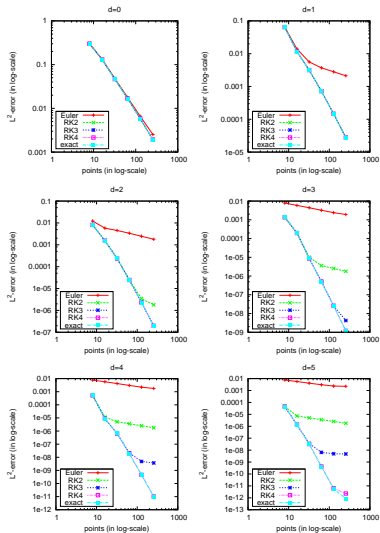 d=0
L²-error (in log-scale)
1
0.1
0.01
0.001
Euler
RK2
RK3
RK4
exact
1 10 100 1000
points (in log-scale)
d=1
L²-error (in log-scale)
0.1
0.01
0.001
0.0001
1e-05
Euler
RK2
RK3
RK4
exact
1 10 100 1000
points (in log-scale)
d=2
L²-error (in log-scale)
0.1
0.01
0.001
0.0001
1e-05
1e-06
1e-07
Euler
RK2
RK3
RK4
exact
1 10 100 1000
points (in log-scale)
d=3
L²-error (in log-scale)
0.01
0.001
0.0001
1e-05
1e-06
1e-07
1e-08
1e-09
Euler
RK2
RK3
RK4
exact
1 10 100 1000
points (in log-scale)
d=4
L²-error (in log-scale)
0.01
0.001
0.0001
1e-05
1e-06
1e-07
1e-08
1e-09
1e-10
1e-11
1e-12
Euler
RK2
RK3
RK4
exact
1 10 100 1000
points (in log-scale)
d=5
L²-error (in log-scale)
0.01
0.001
0.0001
1e-05
1e-06
1e-07
1e-08
1e-09
1e-10
1e-11
1e-12
1e-13
Euler
RK2
RK3
RK4
exact
1 10 100 1000
points (in log-scale)